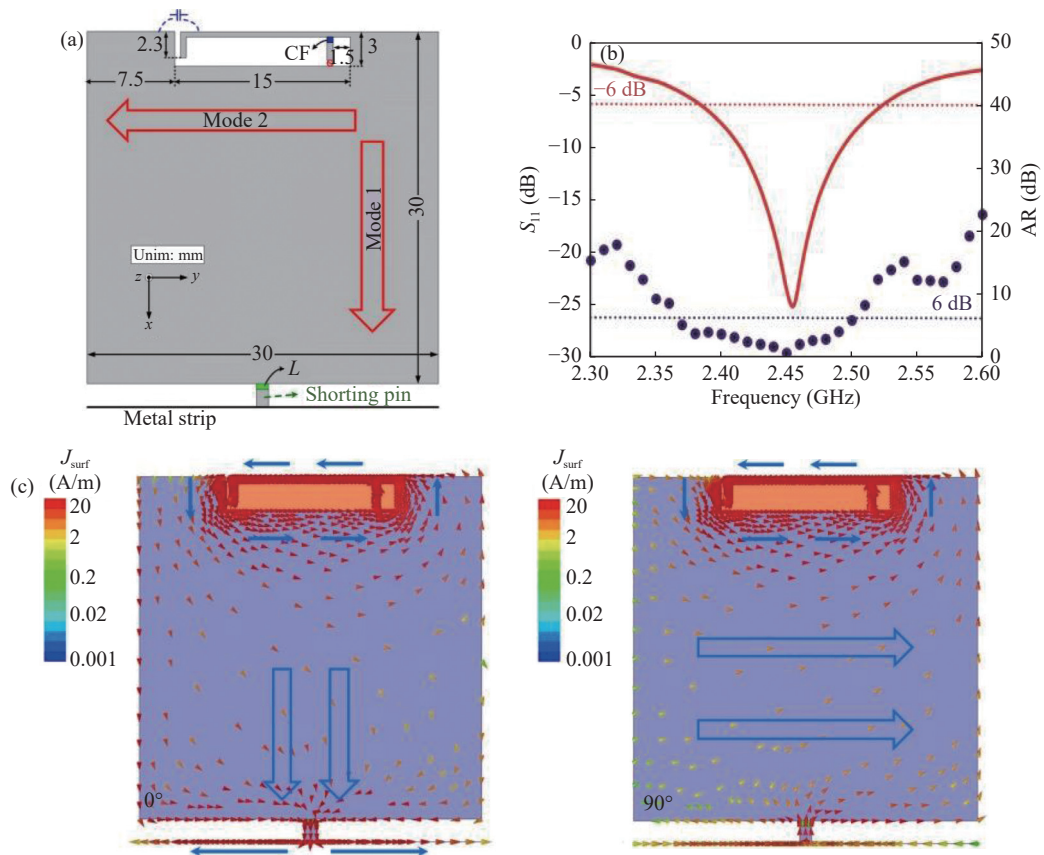 (a)
2.3
CF
1.5
3
7.5
15
Mode 2
Mode 1
30
Unim: mm
z
y
x
30
L
Shorting pin
Metal strip
(b)
0
−5
−10
−15
−20
−25
−30
S11 (dB)
−6 dB
6 dB
50
40
30
20
10
0
AR (dB)
2.30 2.35 2.40 2.45 2.50 2.55 2.60
Frequency (GHz)
(c)
Jsurf
(A/m)
20
2
0.2
0.02
0.001
0°
Jsurf
(A/m)
20
2
0.2
0.02
0.001
90°